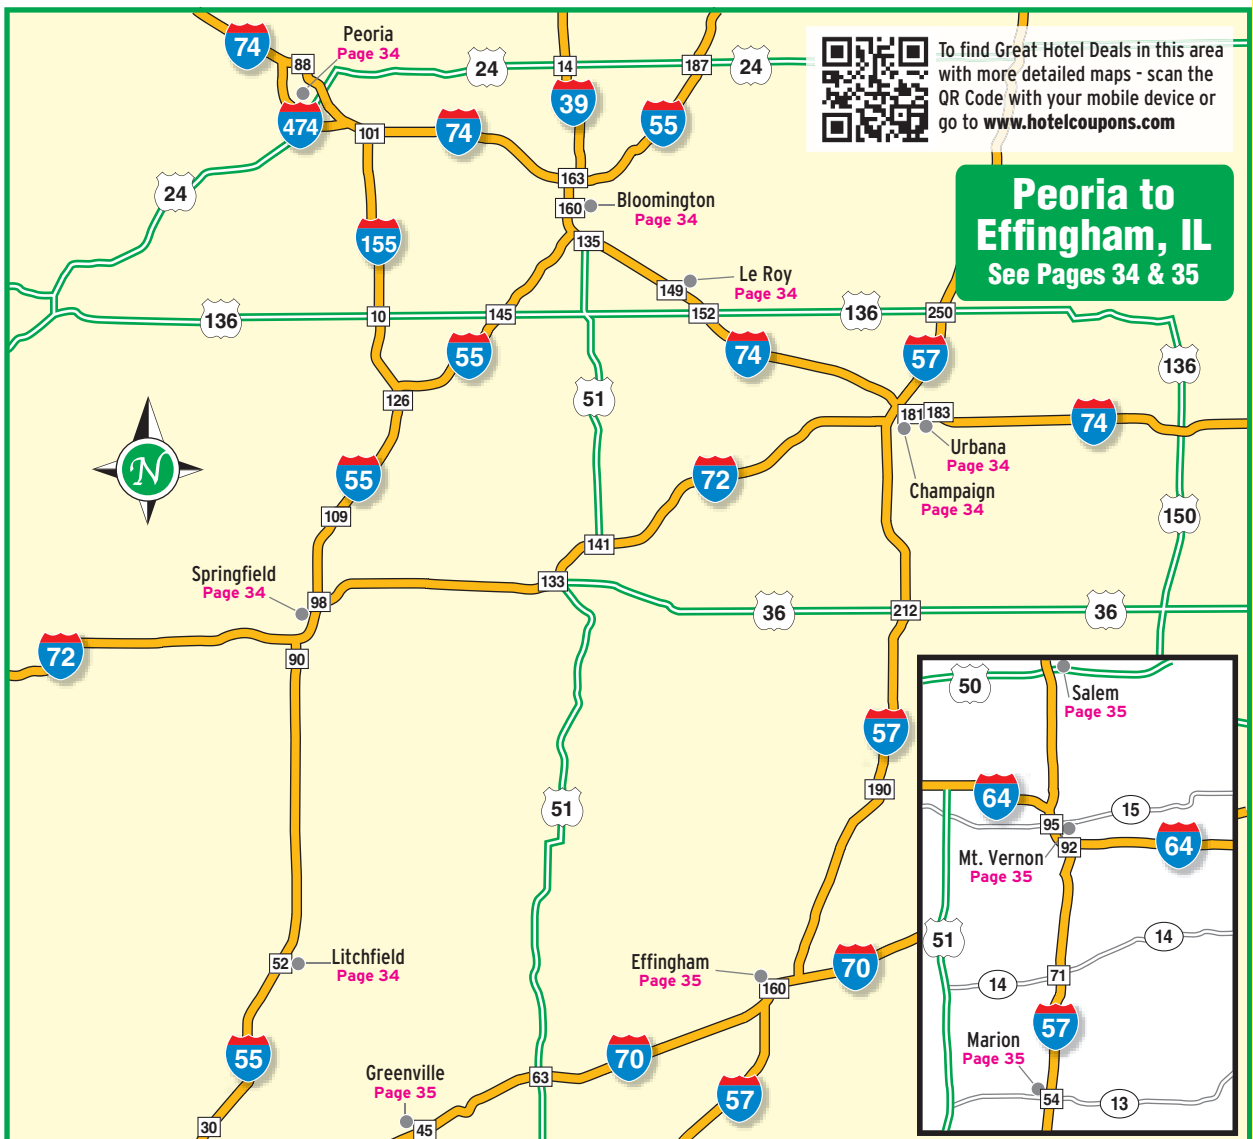 74
88
Peoria
Page 34
24
14
187
24
To find Great Hotel Deals in this area
with more detailed maps - scan the
QR Code with your mobile device or
go to www.hotelcoupons.com
474
101
74
39
55
163
24
160
Bloomington
Page 34
Peoria to
Effingham, IL
See Pages 34 & 35
155
135
Le Roy
Page 34
149
136
10
145
152
136
250
55
74
57
136
126
51
181
183
74
Urbana
Page 34
N
55
72
Champaign
Page 34
109
150
141
Springfield
Page 34
98
133
36
212
36
72
90
50
Salem
Page 35
57
190
64
51
95
15
Mt. Vernon
Page 35
92
64
51
14
52
Litchfield
Page 34
Effingham
Page 35
160
70
14
71
57
55
70
Marion
Page 35
Greenville
Page 35
63
57
54
13
30
45